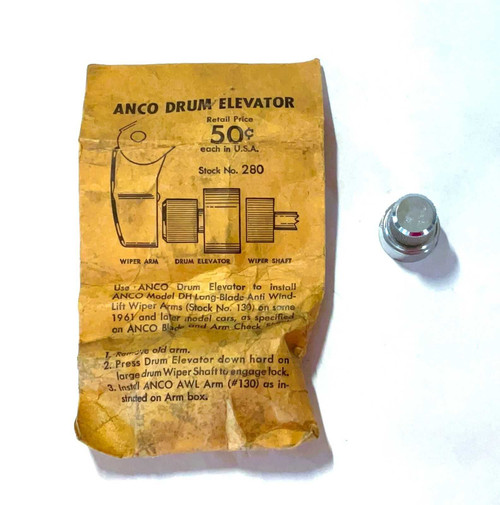 ANCO DRUM ELEVATOR
Retail Price
50¢
each in U.S.A.
Stock No. 280
WIPER ARM DRUM ELEVATOR WIPER SHAFT
Use ANCO Drum Elevator to install
ANCO Model DH Long-Blade Anti Wind-
Lift Wiper Arms (Stock No. 130) on some
1961 and later model cars, as specified
on ANCO Blade and Arm Check
1. Remove old arm.
2. Press Drum Elevator down hard on
large drum Wiper Shaft to engage lock.
3. Install ANCO AWL Arm (#130) as in-
structed on Arm box.